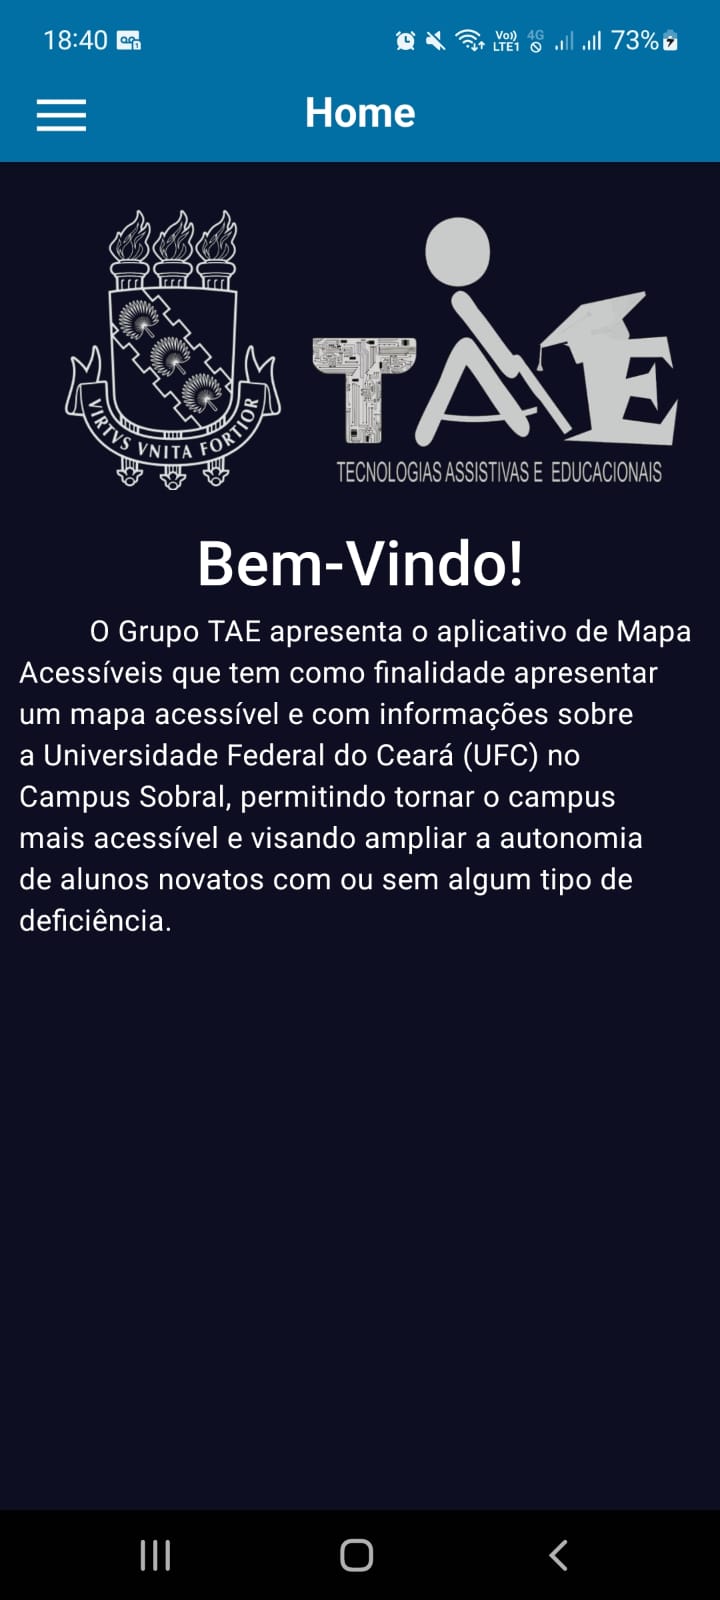 18:40
Vo)) LTE1 4G 73%
Home
VIRTVS VNITA FORTIOR
TAE
TECNOLOGIAS ASSISTIVAS E EDUCACIONAIS
Bem-Vindo!
O Grupo TAE apresenta o aplicativo de Mapa
Acessíveis que tem como finalidade apresentar
um mapa acessível e com informações sobre
a Universidade Federal do Ceará (UFC) no
Campus Sobral, permitindo tornar o campus
mais acessível e visando ampliar a autonomia
de alunos novatos com ou sem algum tipo de
deficiência.